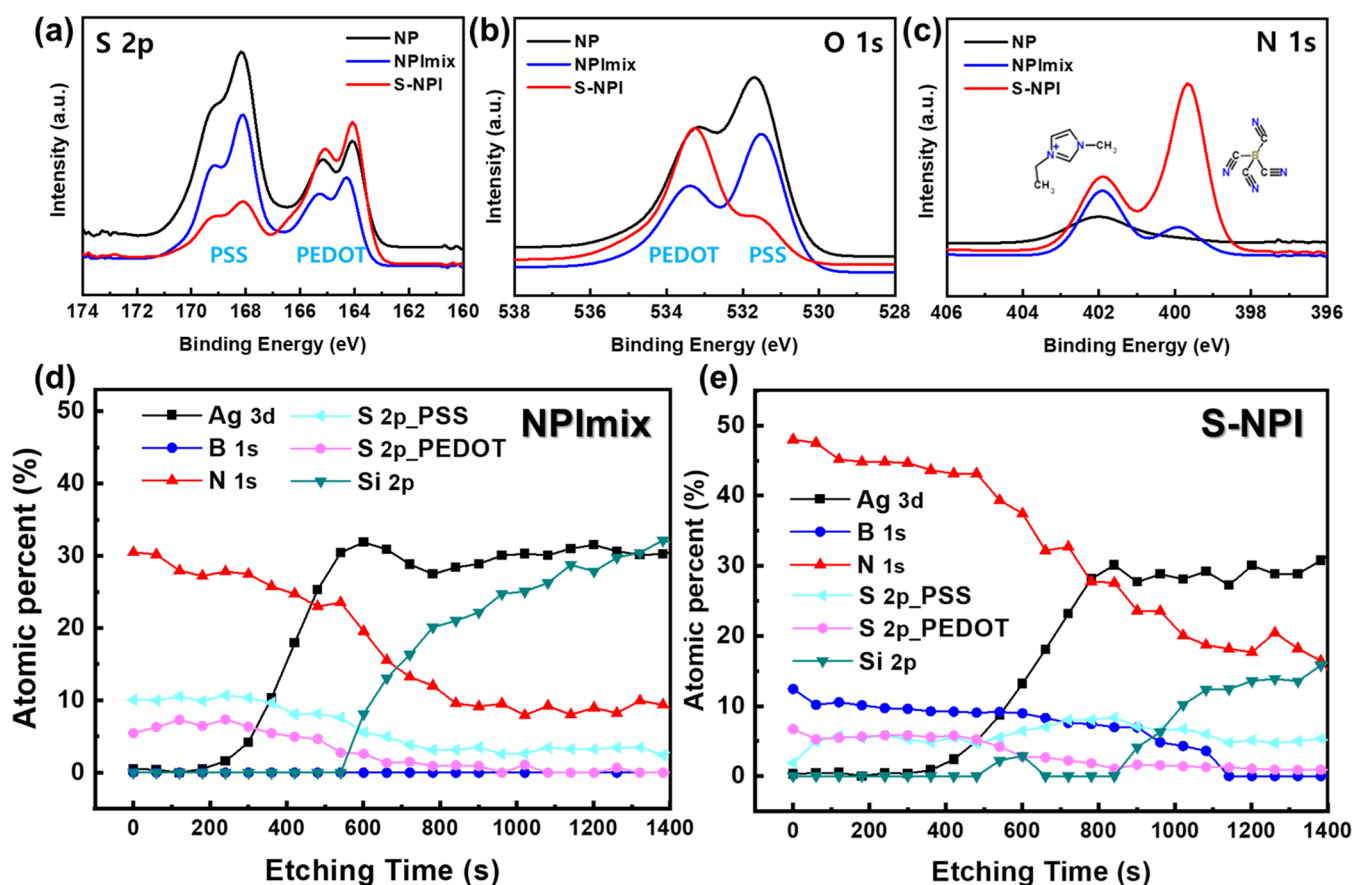 (a) S 2p
NP
NPImix
S-NPI
PSS
PEDOT
Intensity (a.u.)
174 172 170 168 166 164 162 160
Binding Energy (eV)
(b) O 1s
NP
NPImix
S-NPI
PEDOT
PSS
Intensity (a.u.)
538 536 534 532 530 528
Binding Energy (eV)
(c) N 1s
NP
NPImix
S-NPI
N
N+
CH3
CH3
N
C
N
C
B
C
N
C
N
Intensity (a.u.)
406 404 402 400 398 396
Binding Energy (eV)
(d)
NPImix
Ag 3d
B 1s
N 1s
S 2p_PSS
S 2p_PEDOT
Si 2p
Atomic percent (%)
50
40
30
20
10
0
0 200 400 600 800 1000 1200 1400
Etching Time (s)
(e)
S-NPI
Ag 3d
B 1s
N 1s
S 2p_PSS
S 2p_PEDOT
Si 2p
Atomic percent (%)
50
40
30
20
10
0
0 200 400 600 800 1000 1200 1400
Etching Time (s)